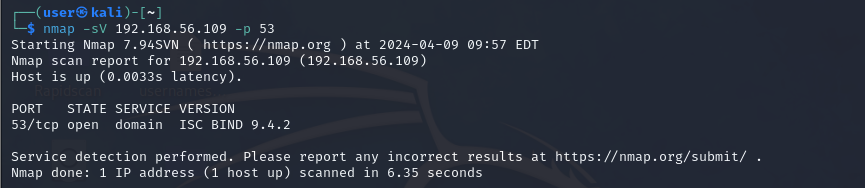 ┌──(user㉿kali)-[~]
└─$ nmap -sV 192.168.56.109 -p 53
Starting Nmap 7.94SVN ( https://nmap.org ) at 2024-04-09 09:57 EDT
Nmap scan report for 192.168.56.109 (192.168.56.109)
Host is up (0.0033s latency).
PORT   STATE SERVICE VERSION
53/tcp open  domain  ISC BIND 9.4.2
Service detection performed. Please report any incorrect results at https://nmap.org/submit/ .
Nmap done: 1 IP address (1 host up) scanned in 6.35 seconds